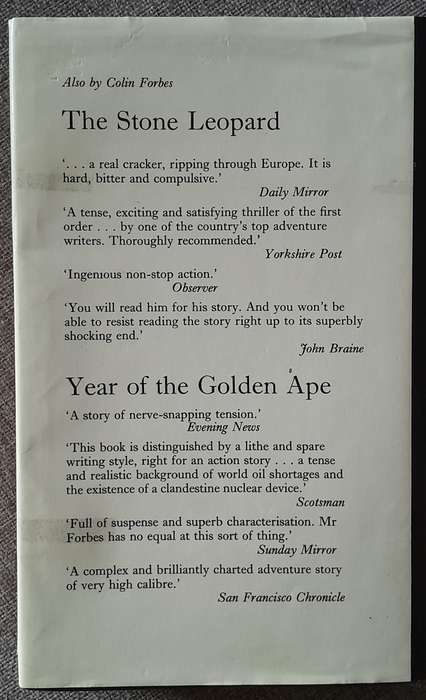 Also by Colin Forbes
The Stone Leopard
‘. . . a real cracker, ripping through Europe. It is
hard, bitter and compulsive.’
Daily Mirror
‘A tense, exciting and satisfying thriller of the first
order . . . by one of the country's top adventure
writers. Thoroughly recommended.’
Yorkshire Post
‘Ingenious non-stop action.’
Observer
‘You will read him for his story. And you won't be
able to resist reading the story right up to its superbly
shocking end.’
John Braine
Year of the Golden Ape
‘A story of nerve-snapping tension.’
Evening News
‘This book is distinguished by a lithe and spare
writing style, right for an action story . . . a tense
and realistic background of world oil shortages and
the existence of a clandestine nuclear device.’
Scotsman
‘Full of suspense and superb characterisation. Mr
Forbes has no equal at this sort of thing.’
Sunday Mirror
‘A complex and brilliantly charted adventure story
of very high calibre.’
San Francisco Chronicle